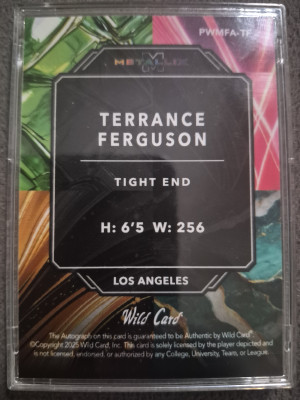 PWMFA-TF
METALLIX
TERRANCE
FERGUSON
TIGHT END
H: 6'5 W: 256
LOS ANGELES
Wild Card
The Autograph on this card is guaranteed to be Authentic by Wild Card®
©Copyright 2025 Wild Card, Inc. This card is solely licensed by the player depicted and
is not licensed, endorsed, or authorized by any College, University, Team, or League.